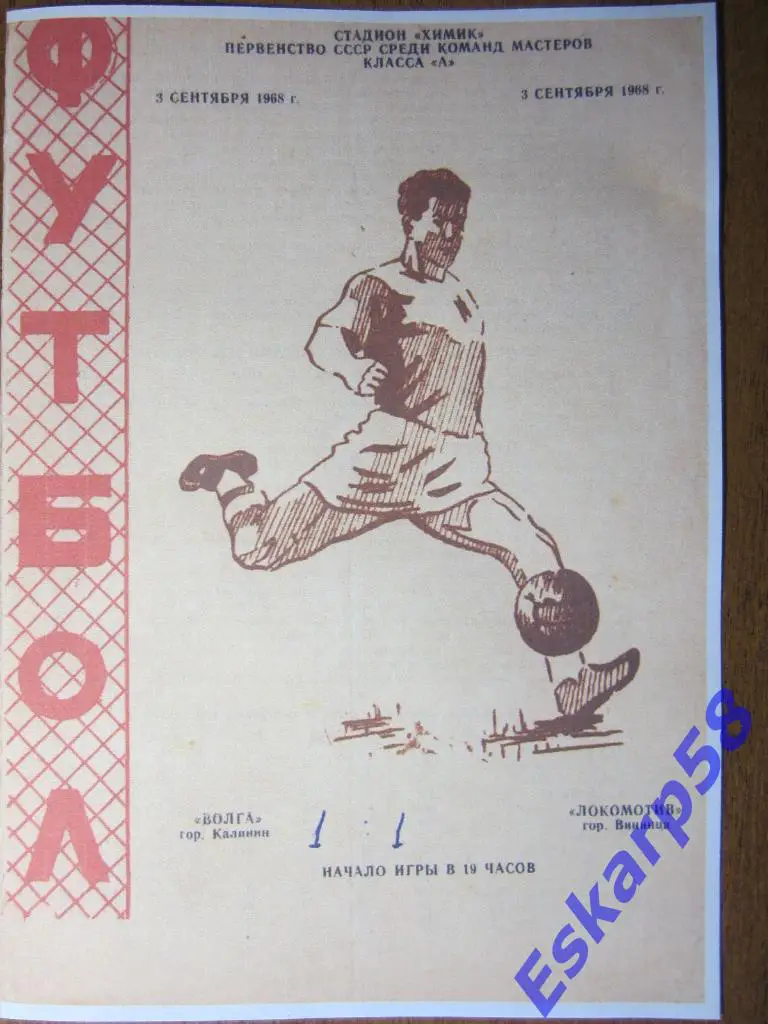 ФУТБОЛ
СТАДИОН «ХИМИК»
ПЕРВЕНСТВО СССР СРЕДИ КОМАНД МАСТЕРОВ
КЛАССА «А»
3 СЕНТЯБРЯ 1968 г.
3 СЕНТЯБРЯ 1968 г.
«ВОЛГА»
гор. Калинин
1 : 1
«ЛОКОМОТИВ»
гор. Винница
НАЧАЛО ИГРЫ В 19 ЧАСОВ
Eskarp58